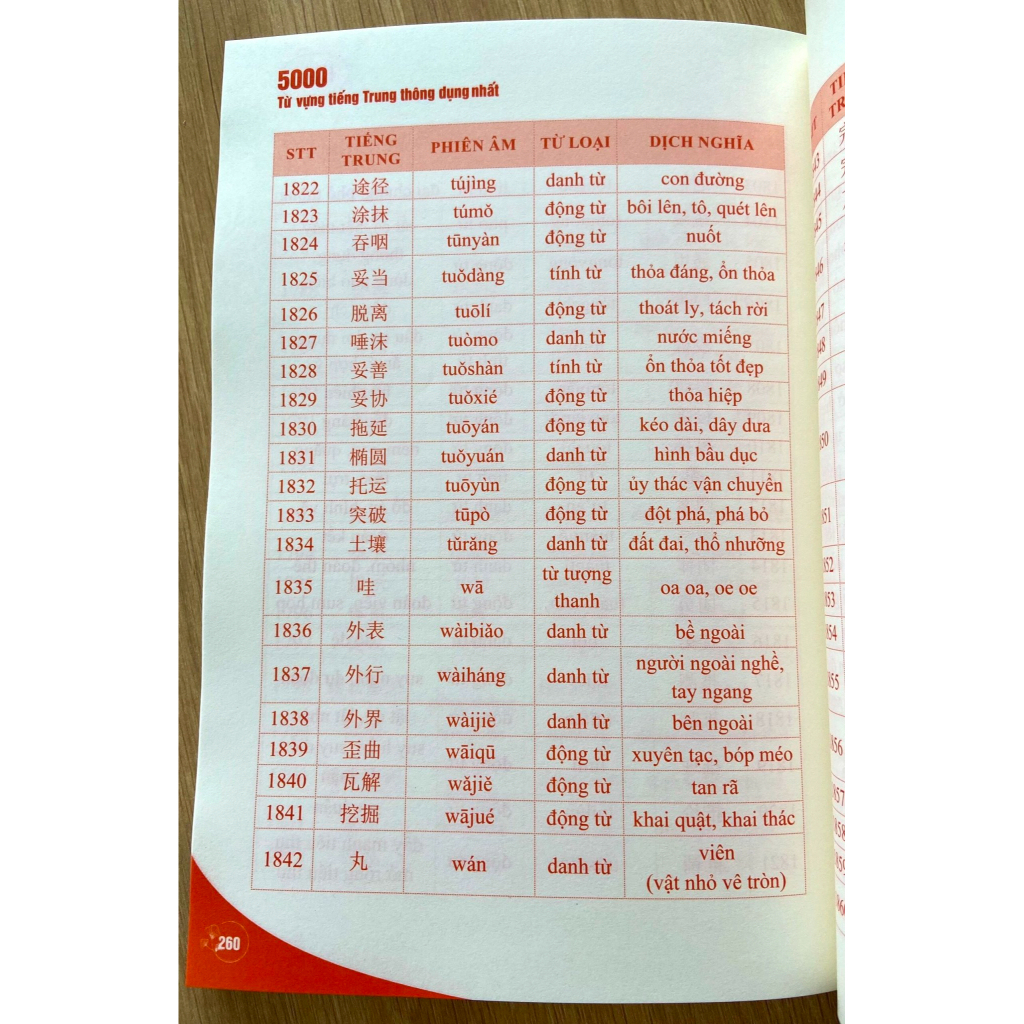 5000
Từ vựng tiếng Trung thông dụng nhất
STT TIẾNG TRUNG PHIÊN ÂM TỪ LOẠI DỊCH NGHĨA
1822 途径 tújìng danh từ con đường
1823 涂抹 túmǒ động từ bôi lên, tô, quét lên
1824 吞咽 tūnyàn động từ nuốt
1825 妥当 tuǒdàng tính từ thỏa đáng, ổn thỏa
1826 脱离 tuōlí động từ thoát ly, tách rời
1827 唾沫 tuòmo danh từ nước miếng
1828 妥善 tuǒshàn tính từ ổn thỏa tốt đẹp
1829 妥协 tuǒxié động từ thỏa hiệp
1830 拖延 tuōyán động từ kéo dài, dây dưa
1831 椭圆 tuǒyuán danh từ hình bầu dục
1832 托运 tuōyùn động từ ủy thác vận chuyển
1833 突破 tūpò động từ đột phá, phá bỏ
1834 土壤 tǔrǎng danh từ đất đai, thổ nhưỡng
1835 哇 wā từ tượng thanh oa oa, oe oe
1836 外表 wàibiǎo danh từ bề ngoài
1837 外行 wàiháng danh từ người ngoài nghề, tay ngang
1838 外界 wàijiè danh từ bên ngoài
1839 歪曲 wāiqū động từ xuyên tạc, bóp méo
1840 瓦解 wǎjiě động từ tan rã
1841 挖掘 wājué động từ khai quật, khai thác
1842 丸 wán danh từ viên (vật nhỏ vê tròn)
260